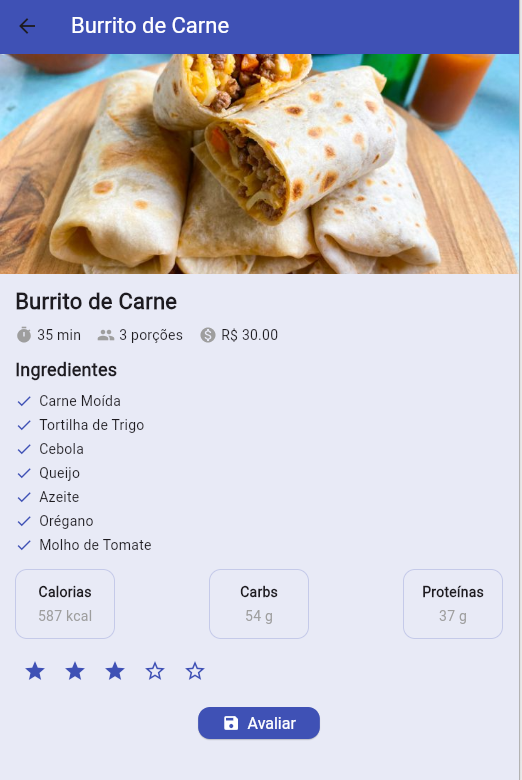 Burrito de Carne
Burrito de Carne
35 min 3 porções R$ 30.00
Ingredientes
Carne Moída
Tortilha de Trigo
Cebola
Queijo
Azeite
Orégano
Molho de Tomate
Calorias Carbs Proteínas
587 kcal 54 g 37 g
Avaliar